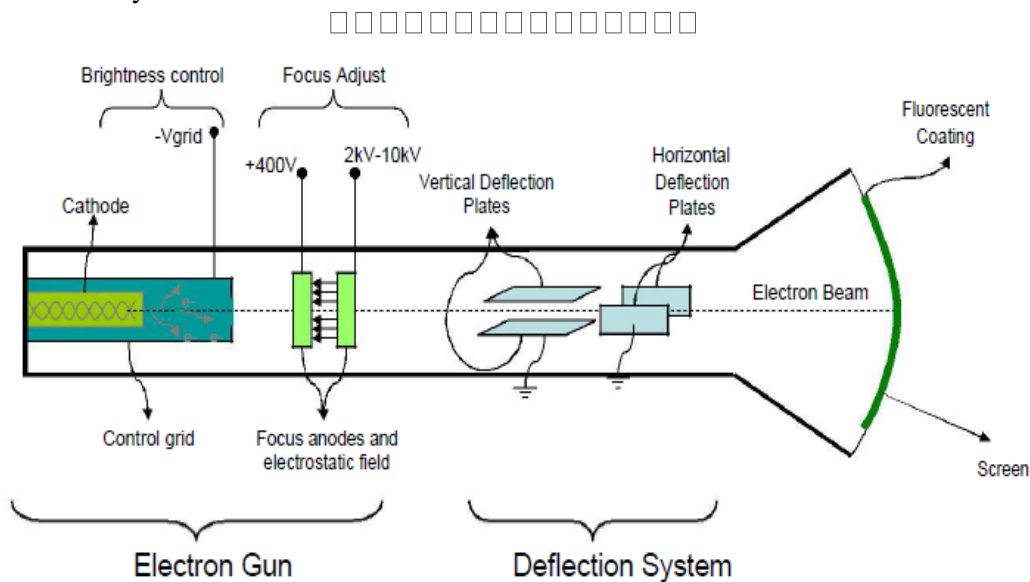 Brightness control
Focus Adjust
-Vgrid
+400V
2kV-10kV
Cathode
Vertical Deflection
Plates
Horizontal
Deflection
Plates
Fluorescent
Coating
e-
Electron Beam
Control grid
Focus anodes and
electrostatic field
Screen
Electron Gun
Deflection System